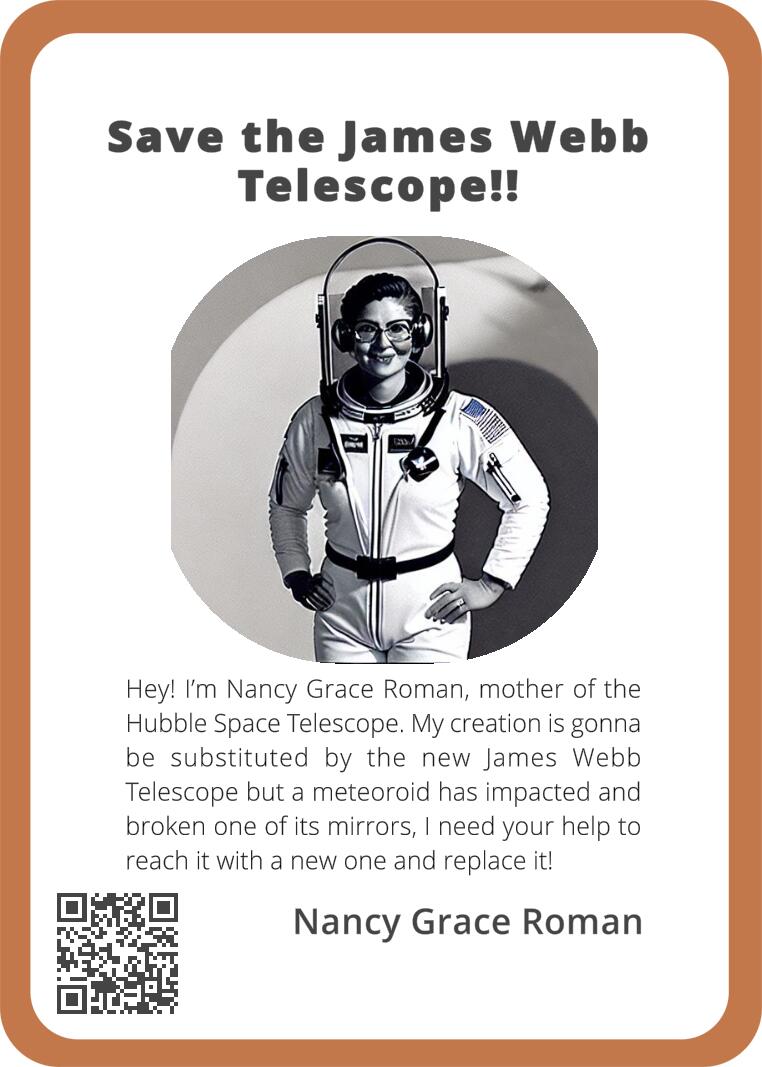 Save the James Webb
Telescope!!
Hey! I’m Nancy Grace Roman, mother of the
Hubble Space Telescope. My creation is gonna
be substituted by the new James Webb
Telescope but a meteoroid has impacted and
broken one of its mirrors, I need your help to
reach it with a new one and replace it!
Nancy Grace Roman